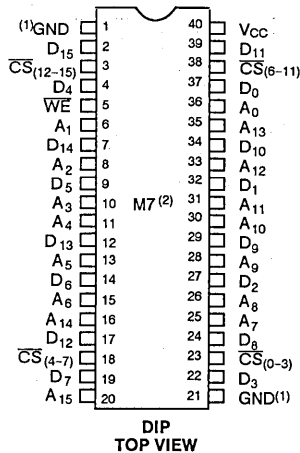 (1)GND 1 40 VCC
D15 2 39 D11
CS(12–15) 3 38 CS(6–11)
D4 4 37 D0
WE 5 36 A0
A1 6 35 A13
D14 7 34 D10
A2 8 33 A12
D5 9 32 D1
A3 10 M7(2) 31 A11
A4 11 30 A10
D13 12 29 D9
A5 13 28 A9
D6 14 27 D2
A6 15 26 A8
A14 16 25 A7
D12 17 24 D8
CS(4–7) 18 23 CS(0–3)
D7 19 22 D3
A15 20 21 GND(1)
DIP
TOP VIEW